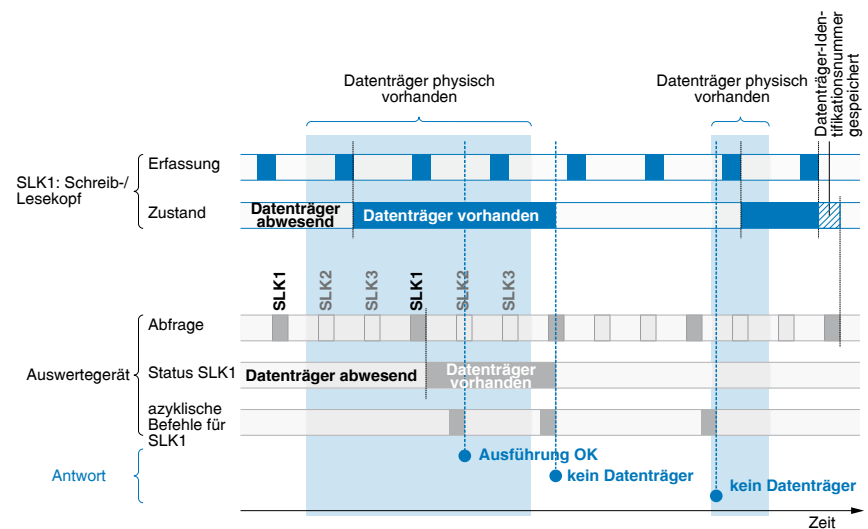 Datenträger physisch
vorhanden
Datenträger physisch
vorhanden
Datenträger-Iden-
tifikationsnummer
gespeichert
SLK1: Schreib-/
Lesekopf
Erfassung
Zustand
Datenträger
abwesend
Datenträger vorhanden
SLK1
SLK2
SLK3
SLK1
SLK2
SLK3
Auswertegerät
Abfrage
Status SLK1
Datenträger abwesend
Datenträger
vorhanden
azyklische
Befehle für
SLK1
Antwort
Ausführung OK
kein Datenträger
kein Datenträger
Zeit